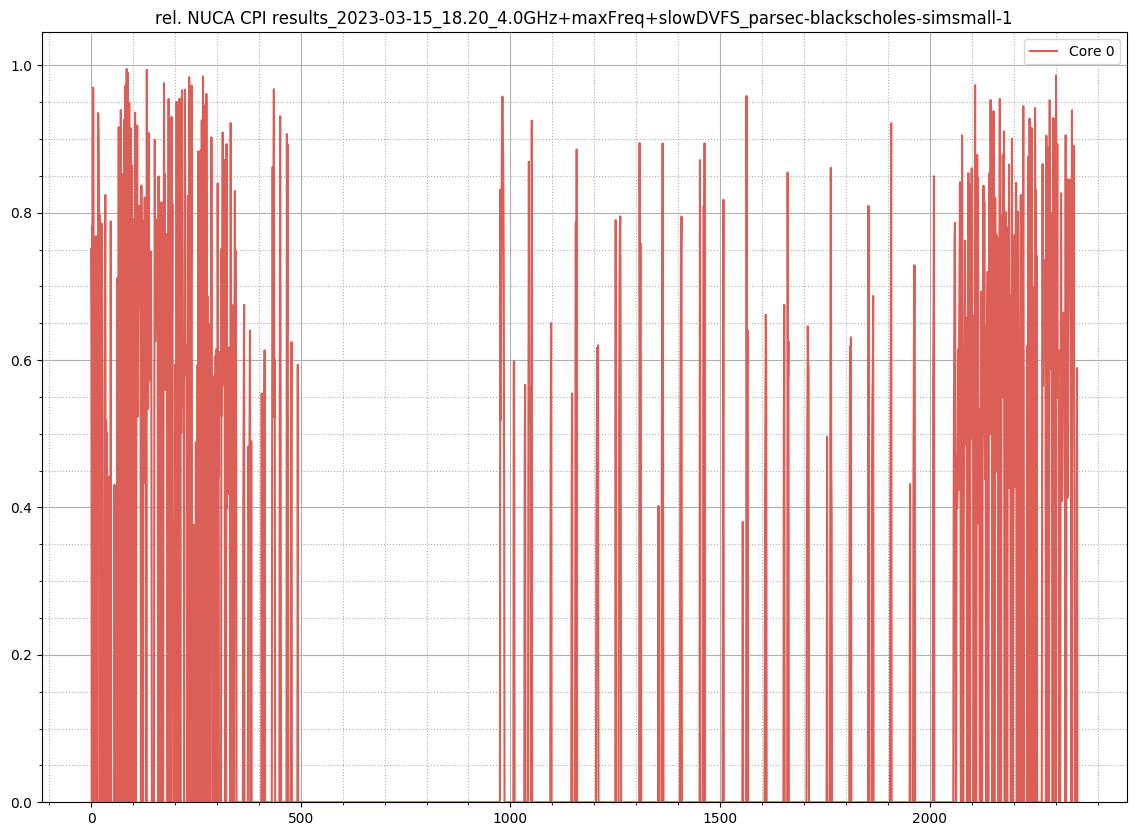 rel. NUCA CPI results_2023-03-15_18.20_4.0GHz+maxFreq+slowDVFS_parsec-blackscholes-simsmall-1
Core 0
1.0
0.8
0.6
0.4
0.2
0.0
0 500 1000 1500 2000